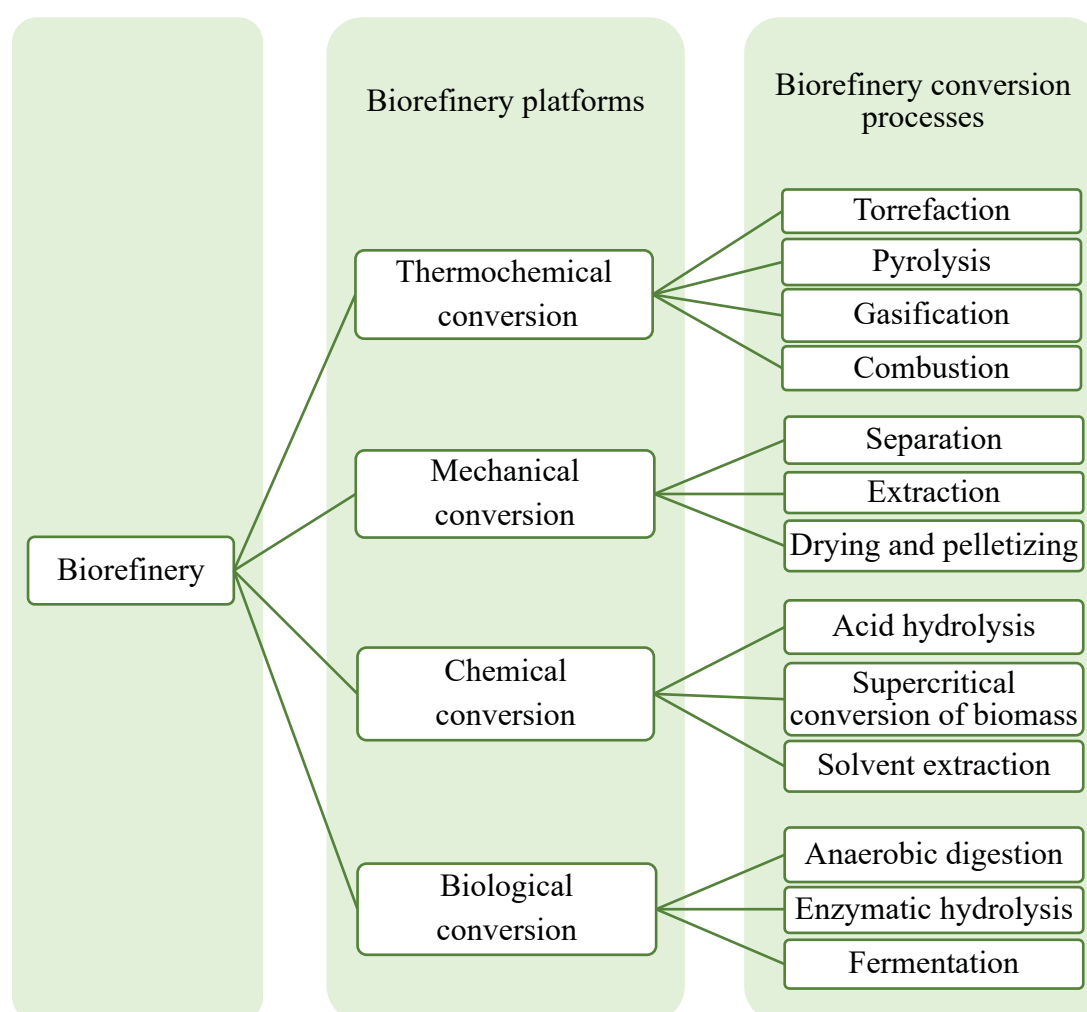 Biorefinery platforms
Biorefinery conversion
processes
Biorefinery
Thermochemical
conversion
Torrefaction
Pyrolysis
Gasification
Combustion
Mechanical
conversion
Separation
Extraction
Drying and pelletizing
Chemical
conversion
Acid hydrolysis
Supercritical
conversion of biomass
Solvent extraction
Biological
conversion
Anaerobic digestion
Enzymatic hydrolysis
Fermentation